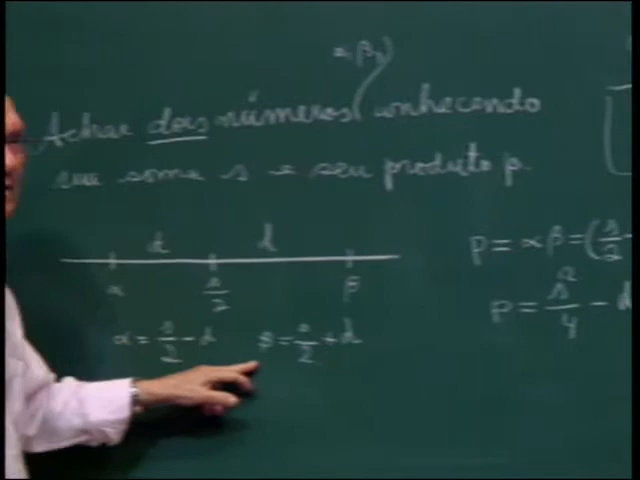 α, β,
Achar dois números conhecendo
sua soma s e seu produto p.
d d
α s/2 β
α = s/2 - d β = s/2 + d
p = αβ = (s/2 -
p = s²/4 - d